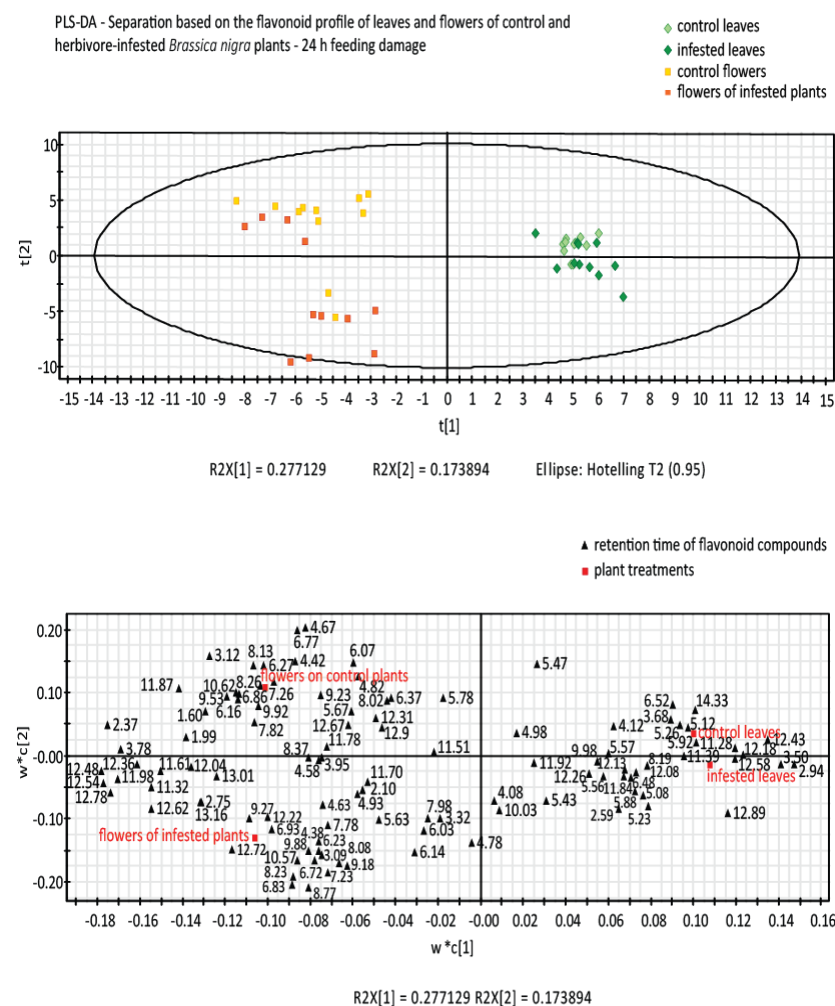 PLS-DA - Separation based on the flavonoid profile of leaves and flowers of control and
herbivore-infested Brassica nigra plants - 24 h feeding damage
control leaves
infested leaves
control flowers
flowers of infested plants
10
5
0
-5
-10
t[2]
-15 -14 -13 -12 -11 -10 -9 -8 -7 -6 -5 -4 -3 -2 -1 0 1 2 3 4 5 6 7 8 9 10 11 12 13 14 15
t[1]
R2X[1] = 0.277129 R2X[2] = 0.173894 Ellipse: Hotelling T2 (0.95)
retention time of flavonoid compounds
plant treatments
0.20
0.10
-0.00
-0.10
-0.20
w*c[2]
4.67
6.77
3.12 8.13 6.07
6.27 4.42 5.47
flowers on control plants
11.87 10.62 8.26 4.82
9.53 6.86 7.26 9.23 8.02 6.37 5.78 6.52 14.33
1.60 6.16 9.92 5.67 12.31 3.68
2.37 7.82 12.67 12.9 4.12 5.12
1.99 4.98 5.26 control leaves
11.78 5.92 11.28 12.43
3.78 8.37 11.51 9.98 5.57 12.18
12.36 11.61 12.04 3.95 11.92 12.13 8.19 11.39 3.50
12.48 4.58 12.58 2.94
11.98 13.01 11.70 12.26 12.08 infested leaves
12.54 11.32 2.10 5.56 11.84 6.48
12.78 2.75 4.08 5.43 5.88 5.08
12.62 13.16 4.63 4.93 10.03 2.59 12.89
9.27 12.22 7.98 3.32 5.23
6.93 7.78 5.63
flowers of infested plants 4.38 6.03
12.72 9.88 6.23 8.08 4.78
10.57 3.09 6.14
8.23 6.72 9.18
6.83 7.23
8.77
-0.18 -0.16 -0.14 -0.12 -0.10 -0.08 -0.06 -0.04 -0.02 -0.00 0.02 0.04 0.06 0.08 0.10 0.12 0.14 0.16
w*c[1]
R2X[1] = 0.277129 R2X[2] = 0.173894